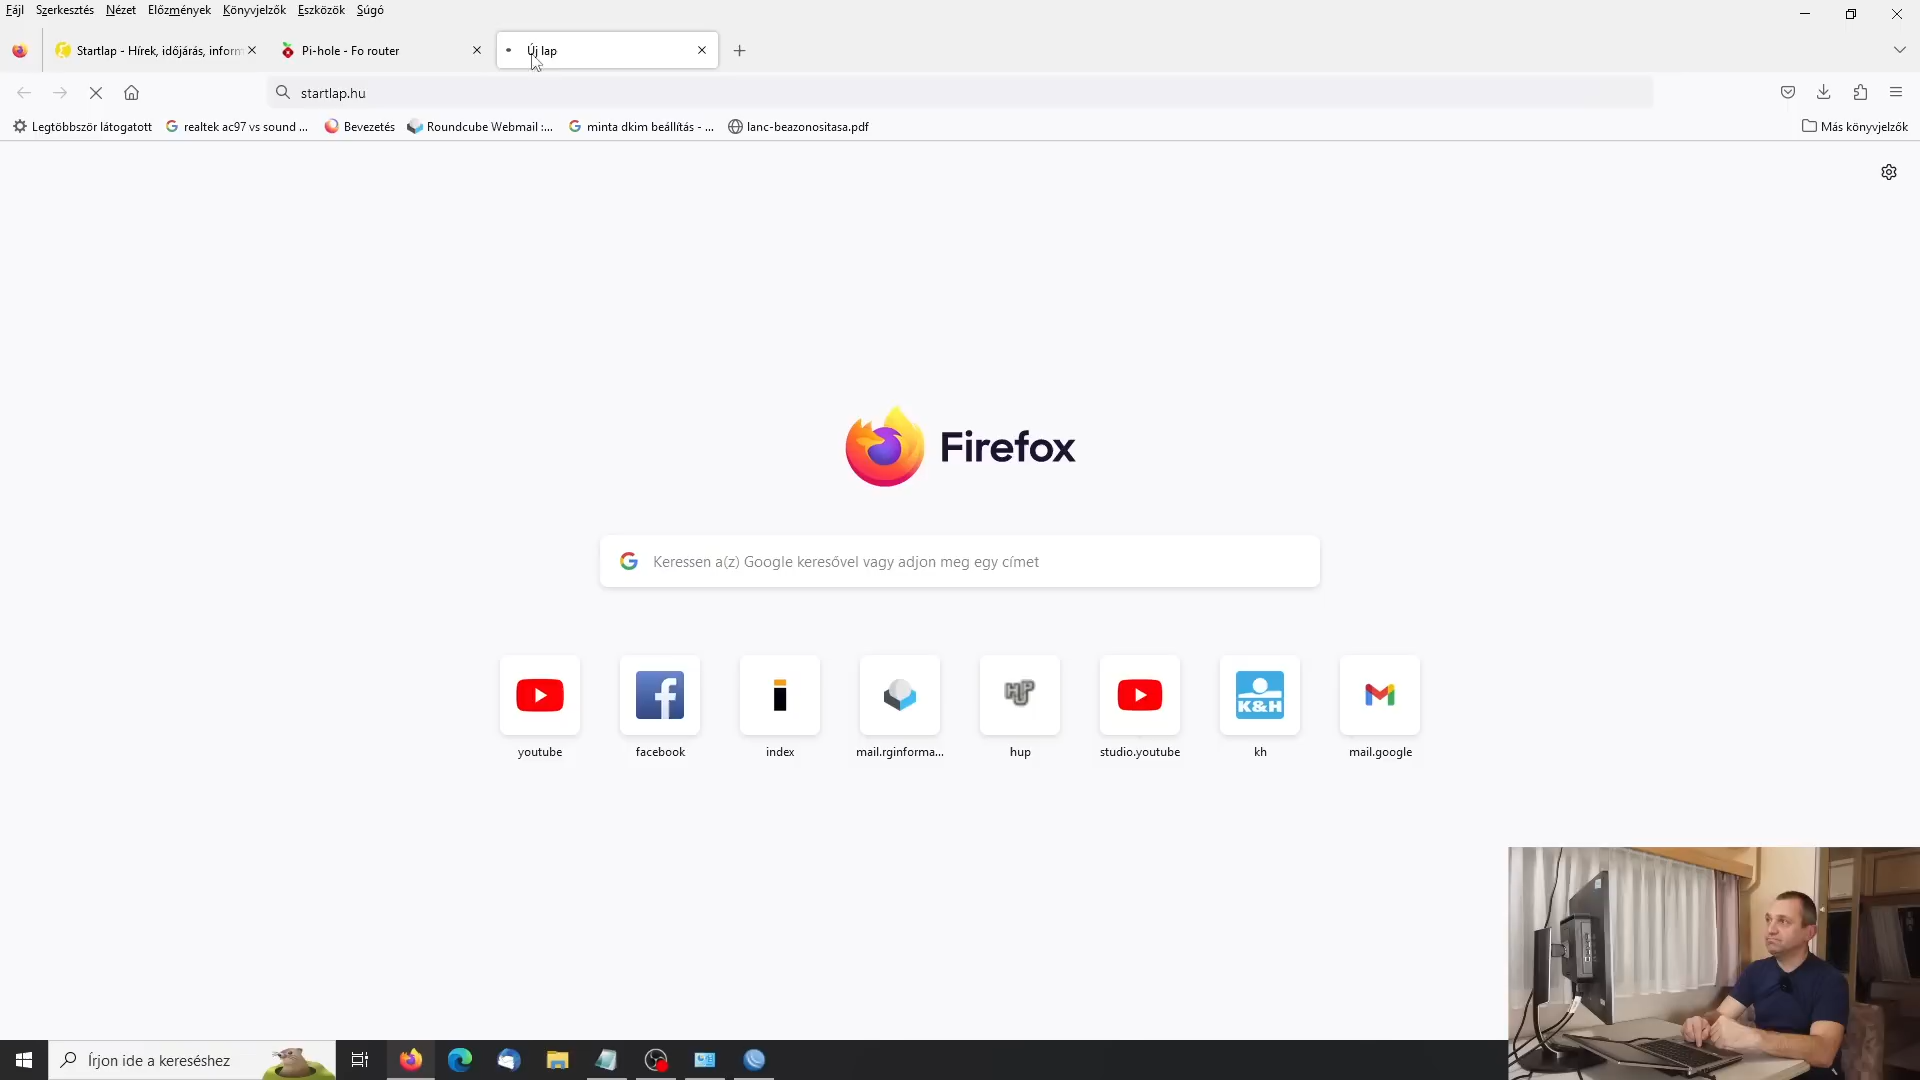 Fájl Szerkesztés Nézet Előzmények Könyvjelzők Eszközök Súgó
Startlap - Hírek, időjárás, inform
Pi-hole - Fo router
Új lap
startlap.hu
Legtöbbször látogatott
realtek ac97 vs sound ...
Bevezetés
Roundcube Webmail :...
minta dkim beállítás - ...
lanc-beazonositasa.pdf
Más könyvjelzők
Firefox
Keressen a(z) Google keresővel vagy adjon meg egy címet
K&H
youtube
facebook
index
mail.rginforma...
hup
studio.youtube
kh
mail.google
Írjon ide a kereséshez